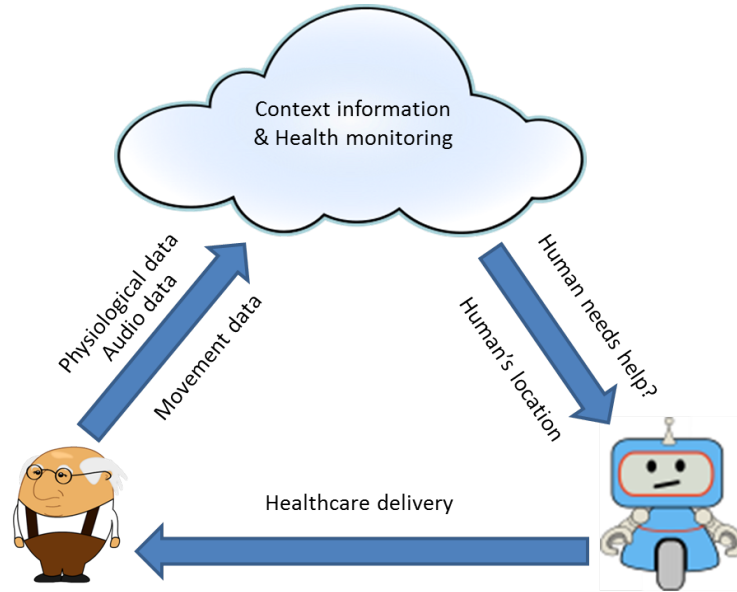 Context information
& Health monitoring
Physiological data
Audio data
Movement data
Human needs help?
Human's location
Healthcare delivery